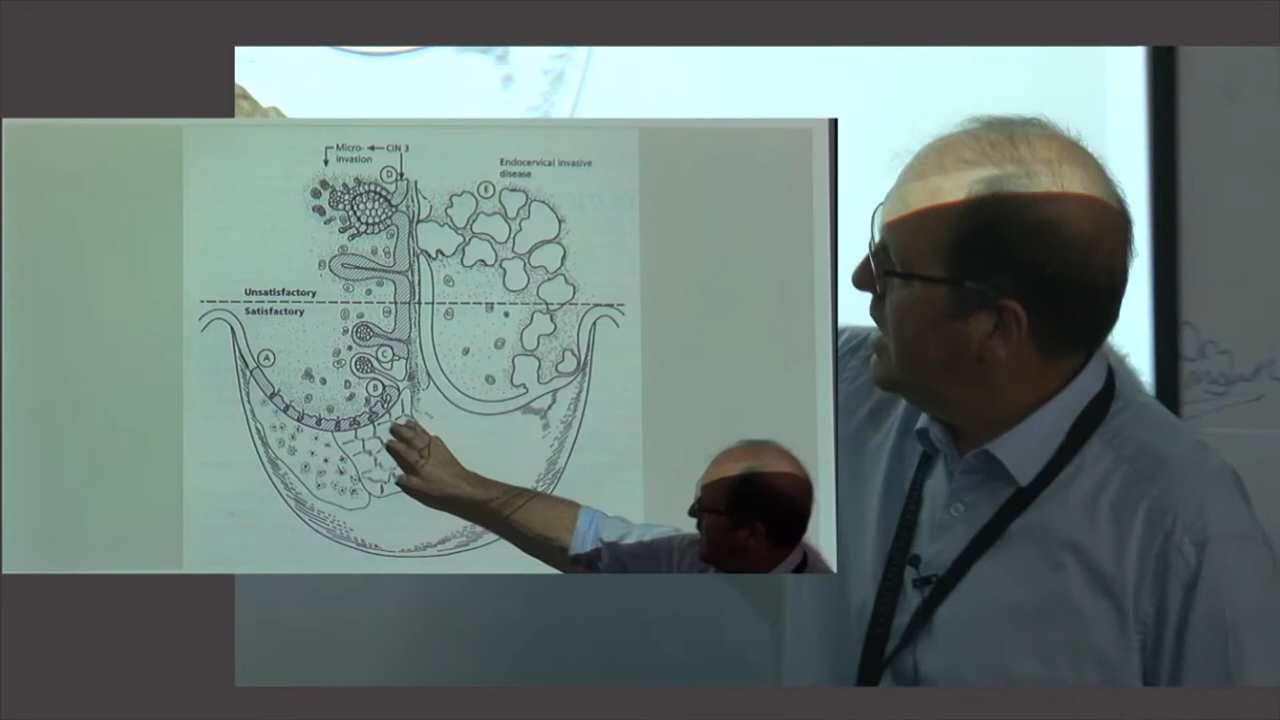 Micro- ← CIN 3
invasion
D
E
Endocervical invasive
disease
Unsatisfactory
Satisfactory
A
C
B